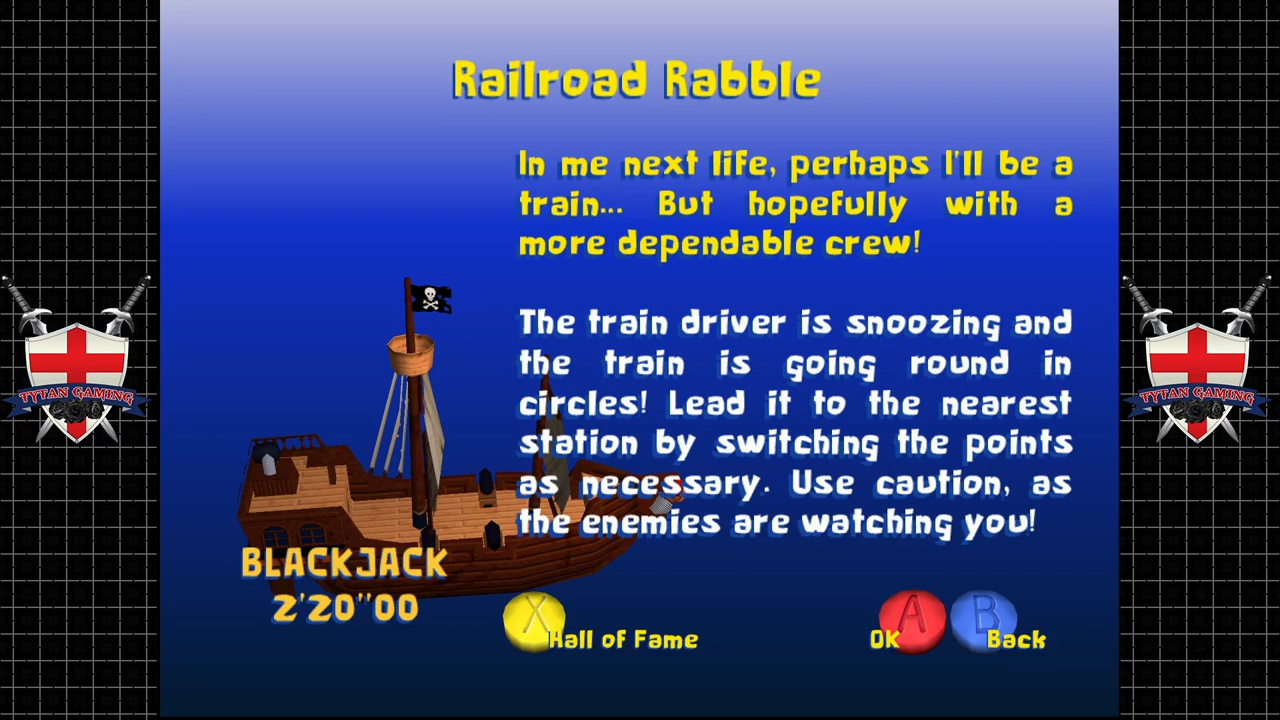 Railroad Rabble
In me next life, perhaps I'll be a
train... But hopefully with a
more dependable crew!
The train driver is snoozing and
the train is going round in
circles! Lead it to the nearest
station by switching the points
as necessary. Use caution, as
the enemies are watching you!
BLACKJACK
2'20"00
X Hall of Fame
OK A B Back
TYTAN GAMING
TYTAN GAMING